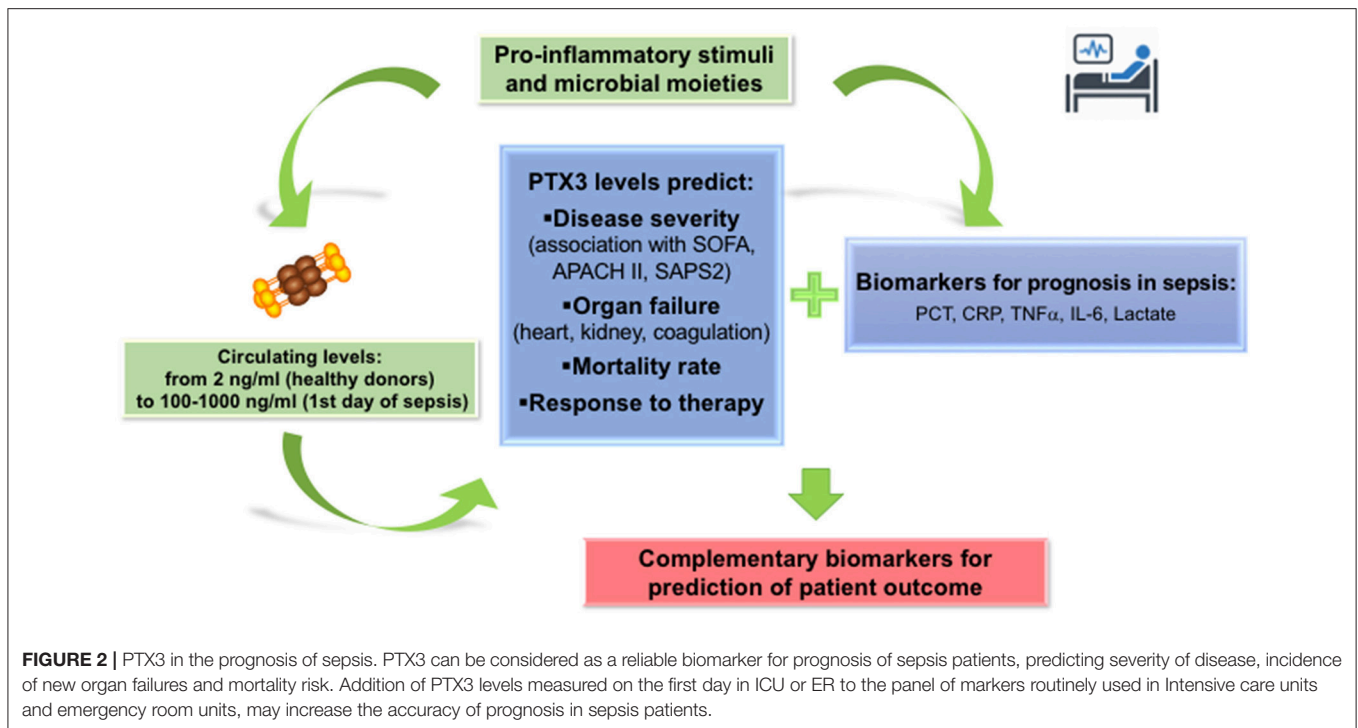 Pro-inflammatory stimuli
and microbial moieties
PTX3 levels predict:
▪Disease severity
(association with SOFA,
APACH II, SAPS2)
▪Organ failure
(heart, kidney, coagulation)
▪Mortality rate
▪Response to therapy
Biomarkers for prognosis in sepsis:
PCT, CRP, TNFα, IL-6, Lactate
Circulating levels:
from 2 ng/ml (healthy donors)
to 100-1000 ng/ml (1st day of sepsis)
Complementary biomarkers for
prediction of patient outcome
FIGURE 2 | PTX3 in the prognosis of sepsis. PTX3 can be considered as a reliable biomarker for prognosis of sepsis patients, predicting severity of disease, incidence
of new organ failures and mortality risk. Addition of PTX3 levels measured on the first day in ICU or ER to the panel of markers routinely used in Intensive care units
and emergency room units, may increase the accuracy of prognosis in sepsis patients.